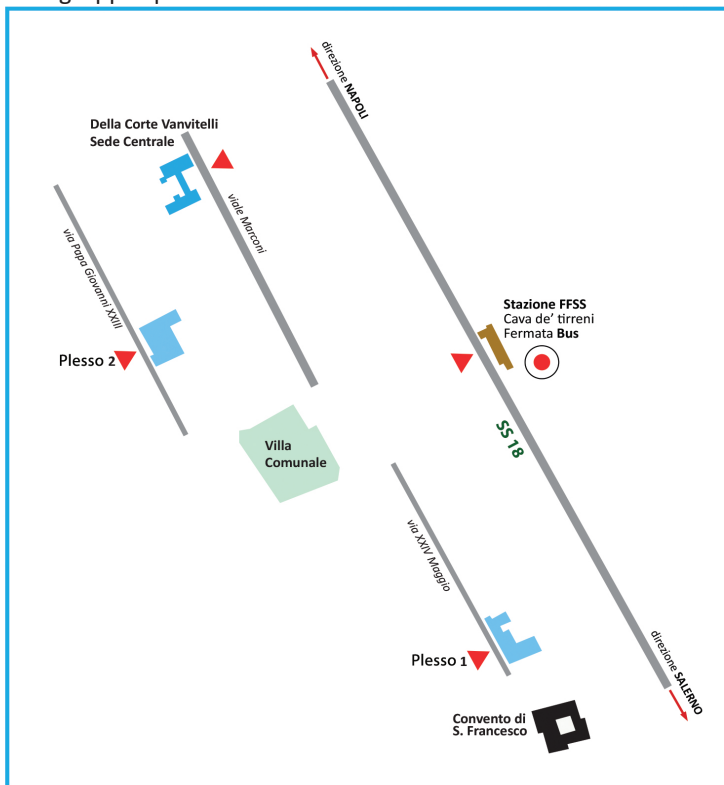 direzione NAPOLI
Della Corte Vanvitelli
Sede Centrale
viale Marconi
via Papa Giovanni XXIII
Stazione FFSS
Cava de' tirreni
Fermata Bus
Plesso 2
SS 18
Villa
Comunale
via XXIV Maggio
Plesso 1
direzione SALERNO
Convento di
S. Francesco